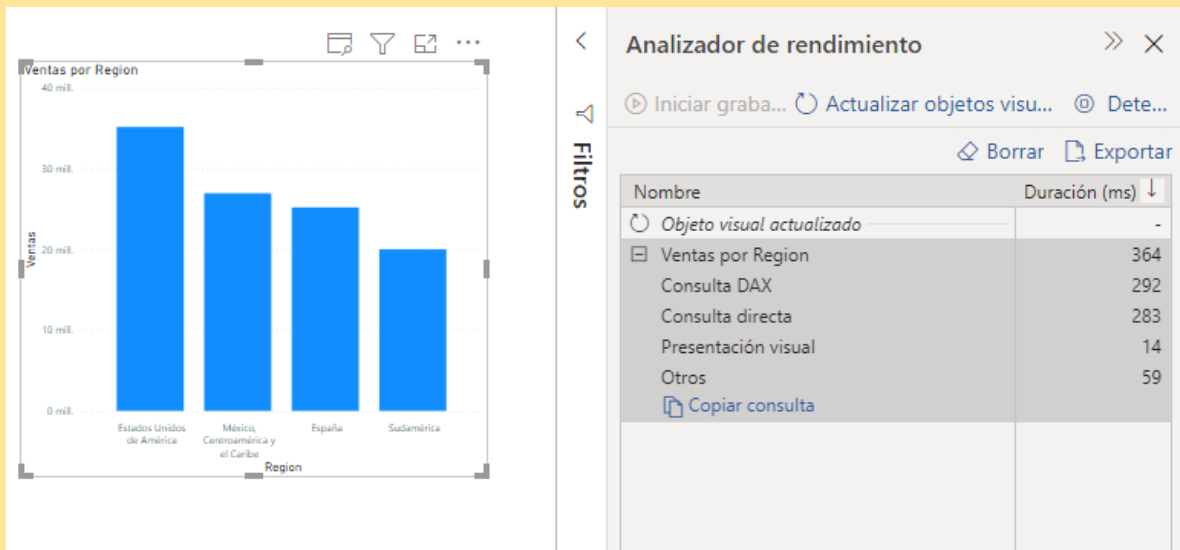 Ventas por Region
40 mill.
30 mill.
20 mill.
10 mill.
0 mill.
Ventas
Estados Unidos
de América
México,
Centroamérica y
el Caribe
España
Sudamérica
Region
Filtros
Analizador de rendimiento
Iniciar graba... Actualizar objetos visu... Dete...
Borrar Exportar
Nombre Duración (ms)
Objeto visual actualizado -
Ventas por Region 364
Consulta DAX 292
Consulta directa 283
Presentación visual 14
Otros 59
Copiar consulta